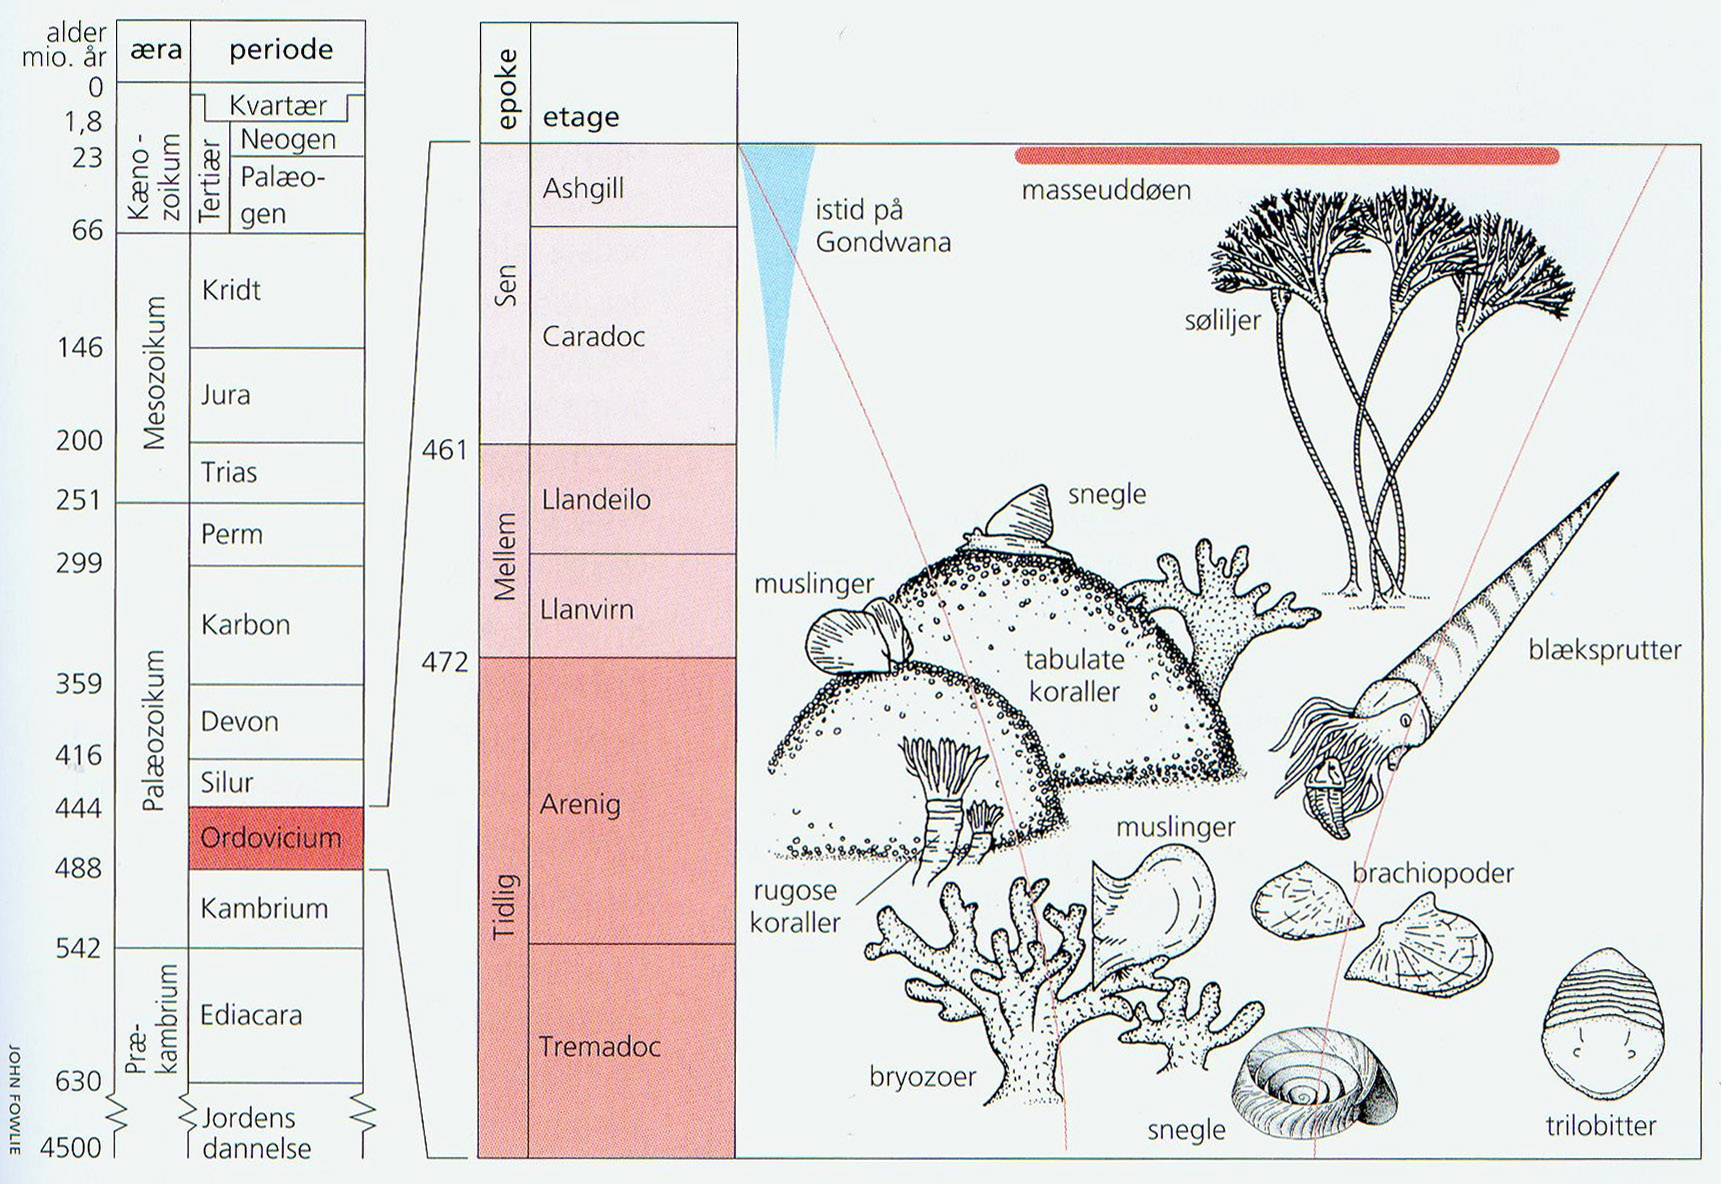 alder
mio. år
æra
periode
0
1,8
23
66
146
200
251
299
359
416
444
488
542
630
4500
Kæno-
zoikum
Mesozoikum
Palæozoikum
Præ-
kambrium
Kvartær
Tertiær
Neogen
Palæo-
gen
Kridt
Jura
Trias
Perm
Karbon
Devon
Silur
Ordovicium
Kambrium
Ediacara
Jordens
dannelse
461
472
epoke
etage
Sen
Mellem
Tidlig
Ashgill
Caradoc
Llandeilo
Llanvirn
Arenig
Tremadoc
istid på
Gondwana
masseuddøen
søliljer
snegle
muslinger
tabulate
koraller
blæksprutter
muslinger
rugose
koraller
brachiopoder
bryozoer
snegle
trilobitter
JOHN FOWLIE